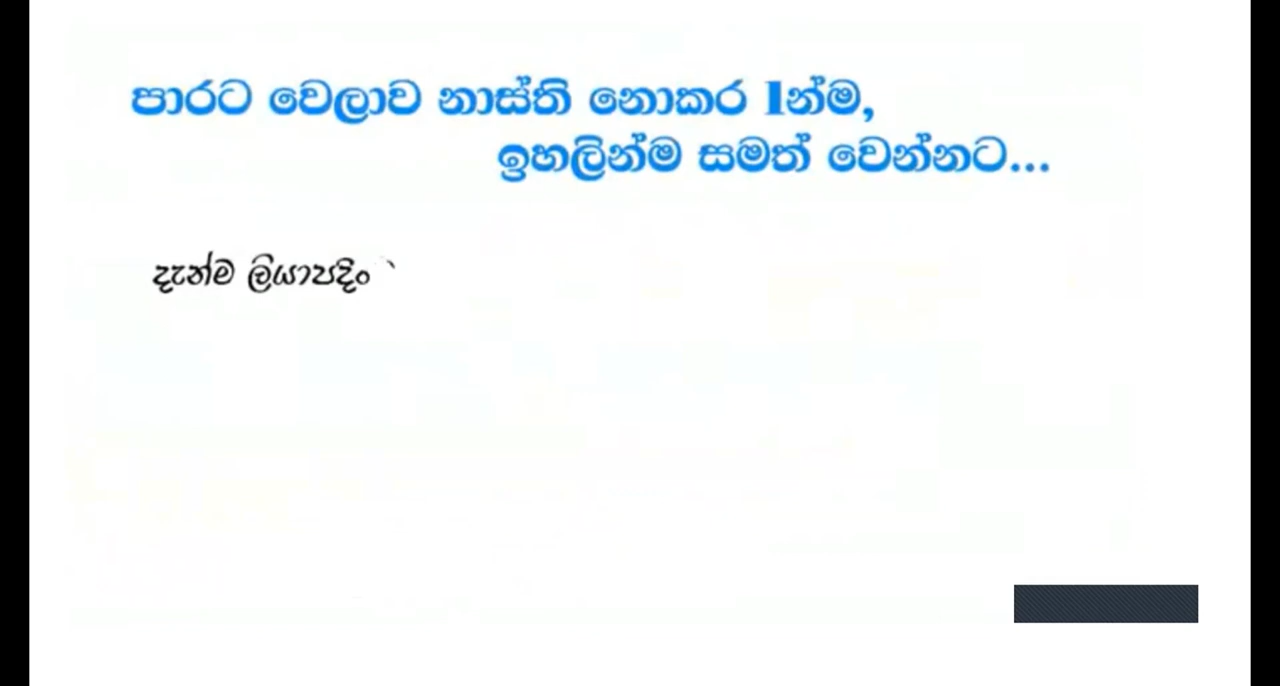 පාරට වෙලාව නාස්ති නොකර 1න්ම,
ඉහලින්ම සමත් වෙන්නට...
දැන්ම ලියාපදිං